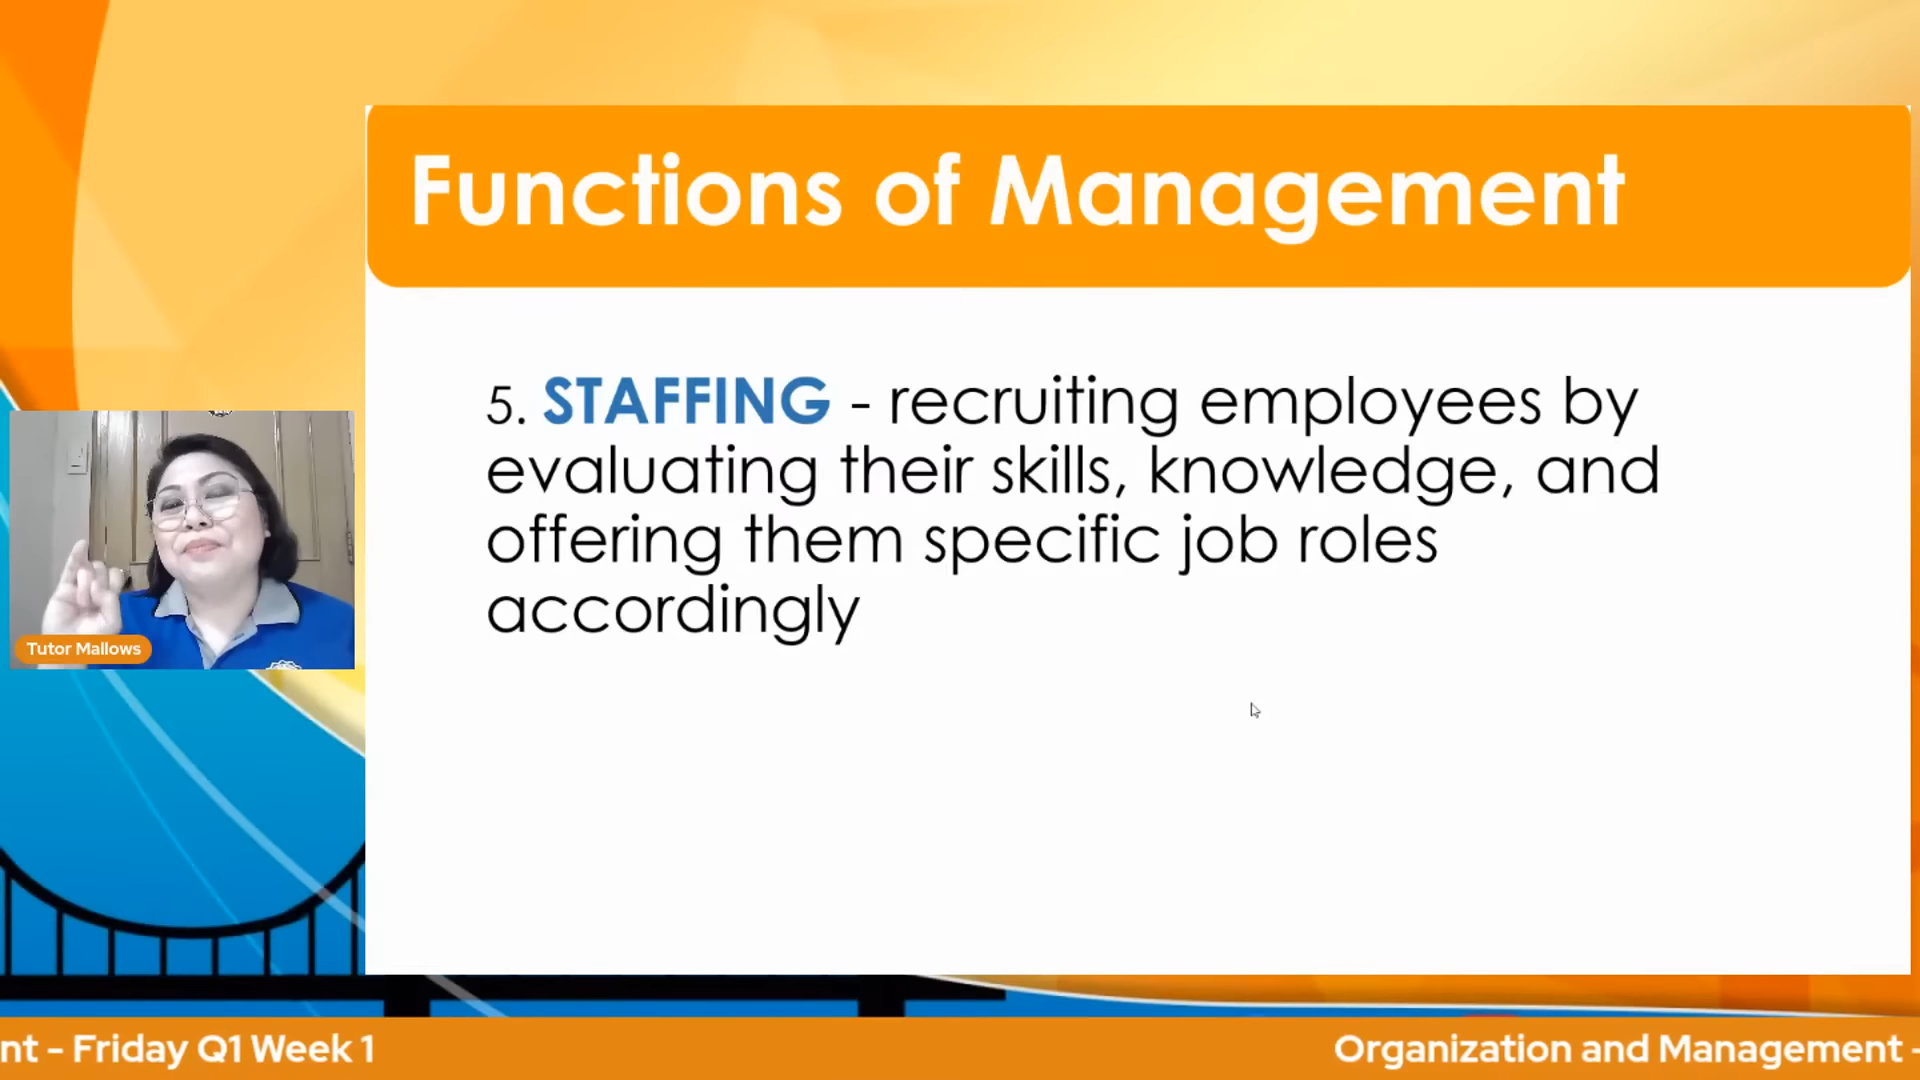 Functions of Management
5. STAFFING - recruiting employees by
evaluating their skills, knowledge, and
offering them specific job roles
accordingly
Tutor Mallows
nt - Friday Q1 Week 1
Organization and Management -